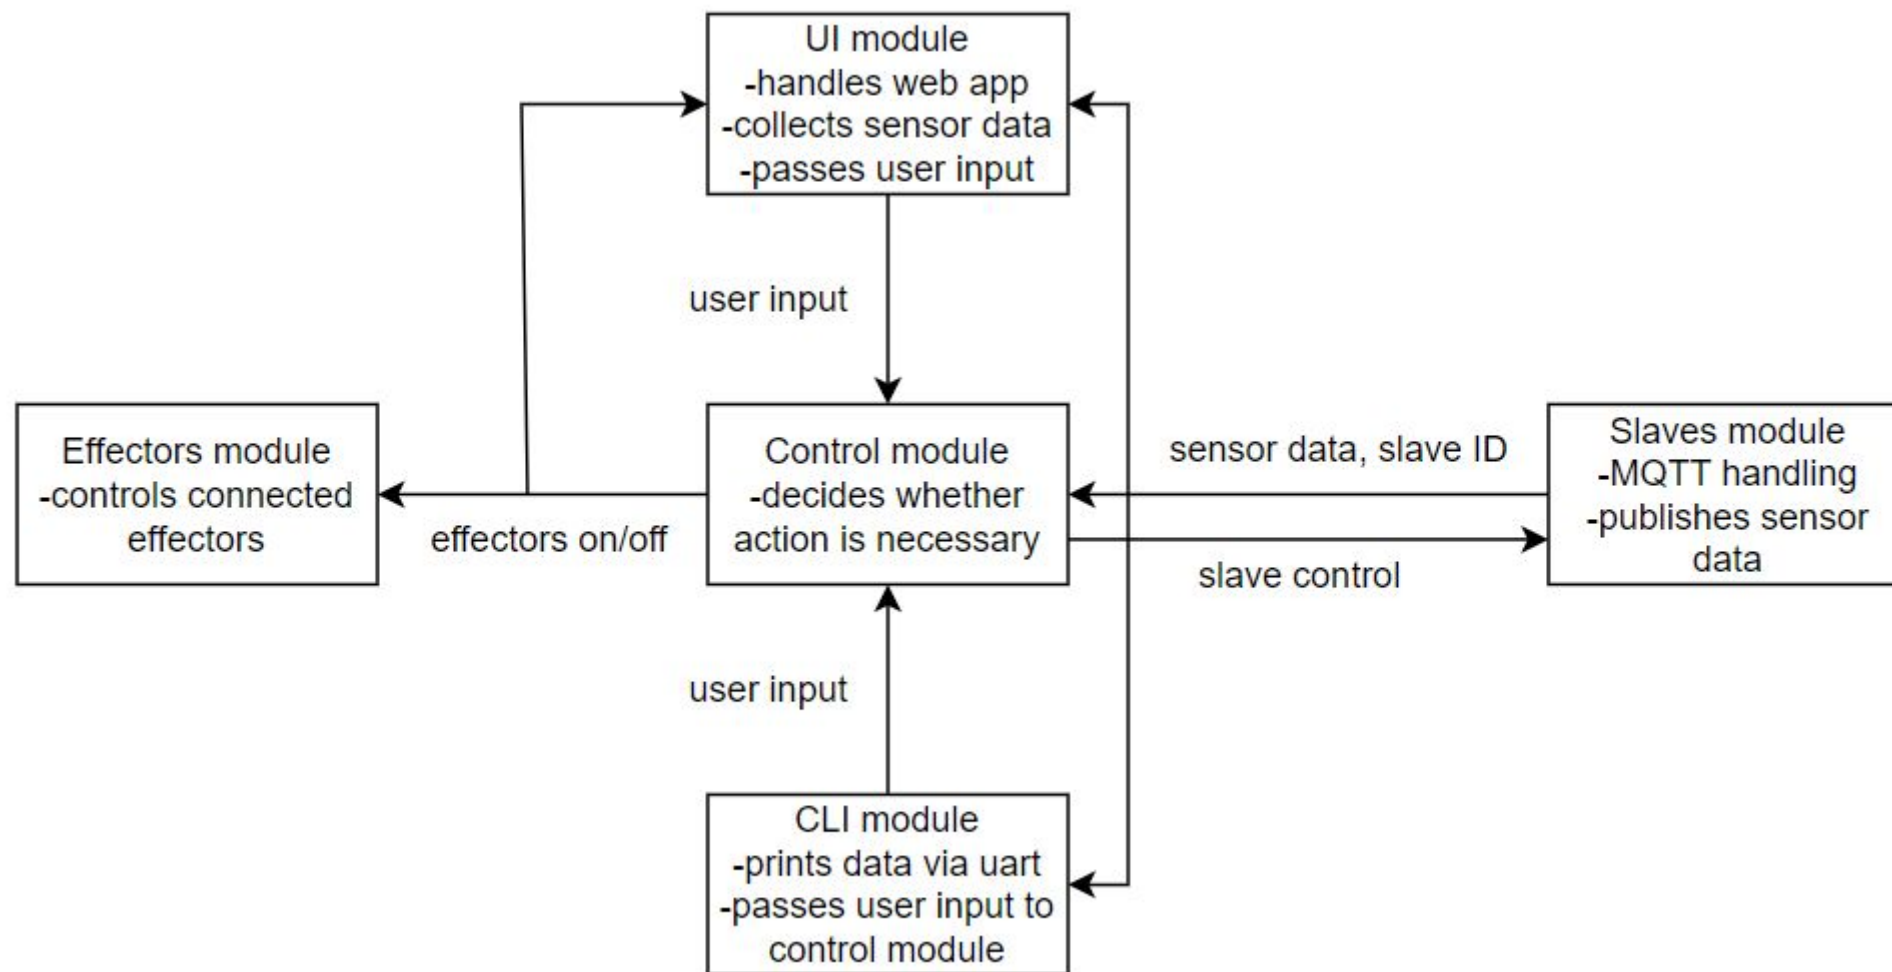 UI module
-handles web app
-collects sensor data
-passes user input
user input
Effectors module
-controls connected
effectors
effectors on/off
Control module
-decides whether
action is necessary
sensor data, slave ID
slave control
Slaves module
-MQTT handling
-publishes sensor
data
user input
CLI module
-prints data via uart
-passes user input to
control module